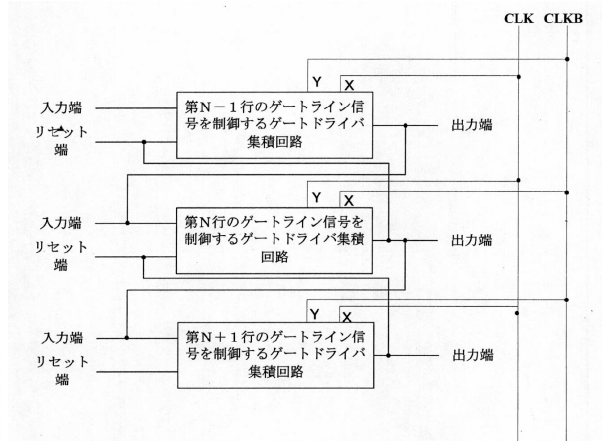 CLK CLKB
Y X
入力端
第N－1行のゲートライン信
号を制御するゲートドライバ
集積回路
出力端
リセット
端
Y X
入力端
第N行のゲートライン信号を
制御するゲートドライバ集積
回路
出力端
リセット
端
Y X
入力端
第N＋1行のゲートライン信
号を制御するゲートドライバ
集積回路
出力端
リセット
端